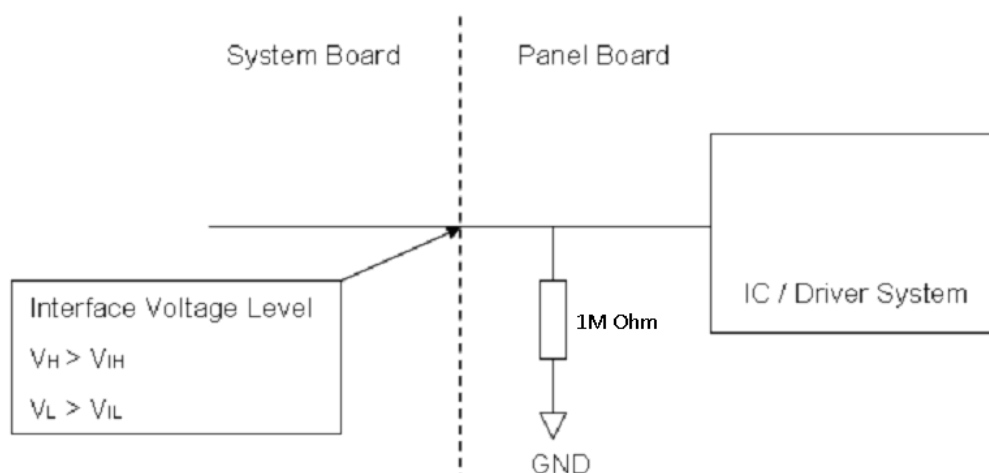 System Board
Panel Board
Interface Voltage Level
VH > VIH
VL > VIL
1M Ohm
IC / Driver System
GND